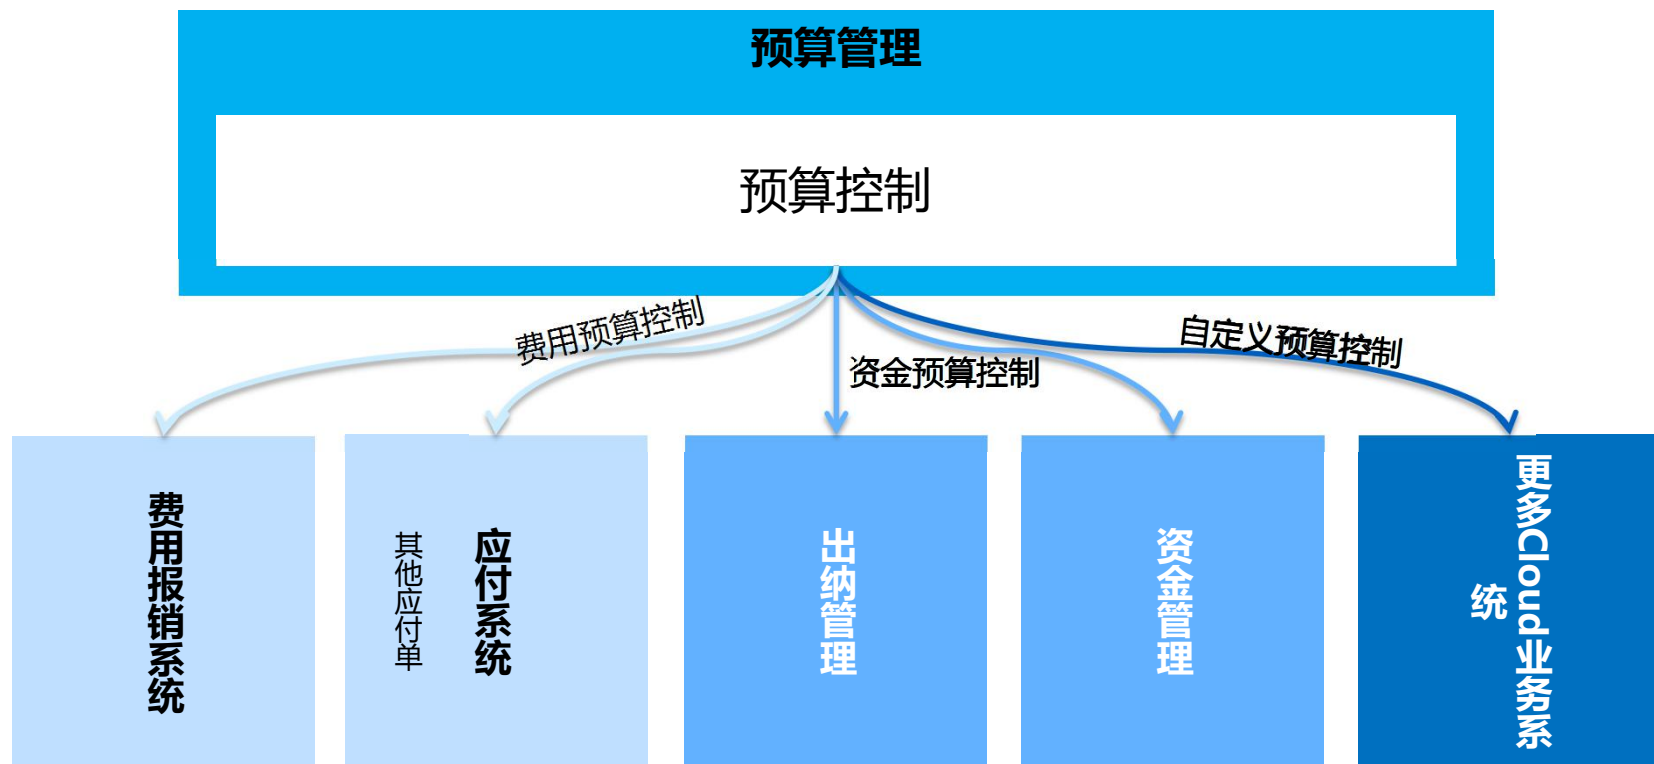 预算管理
预算控制
费用预算控制
资金预算控制
自定义预算控制
费用报销系统
应付系统
其他应付单
出纳管理
资金管理
更多Cloud业务系
统